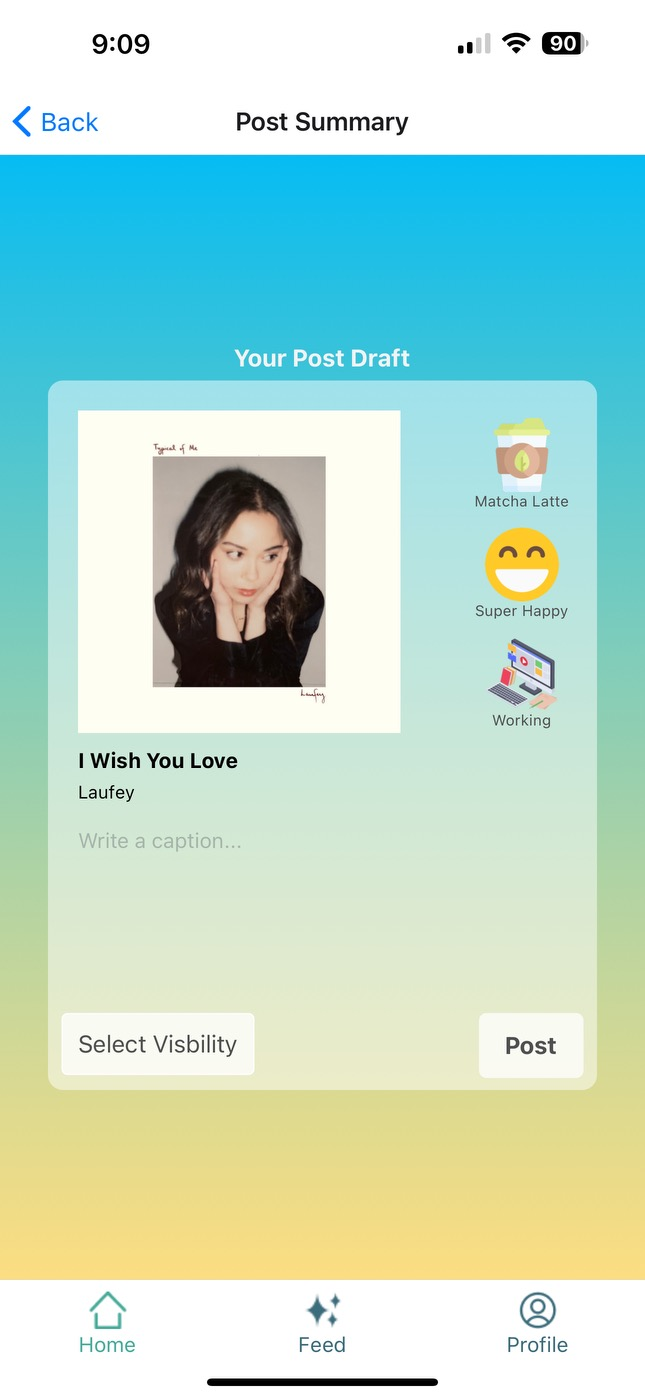 9:09
90
Back
Post Summary
Your Post Draft
Typical of Me
Matcha Latte
Super Happy
Laufey
Working
I Wish You Love
Laufey
Write a caption...
Select Visbility
Post
Home
Feed
Profile